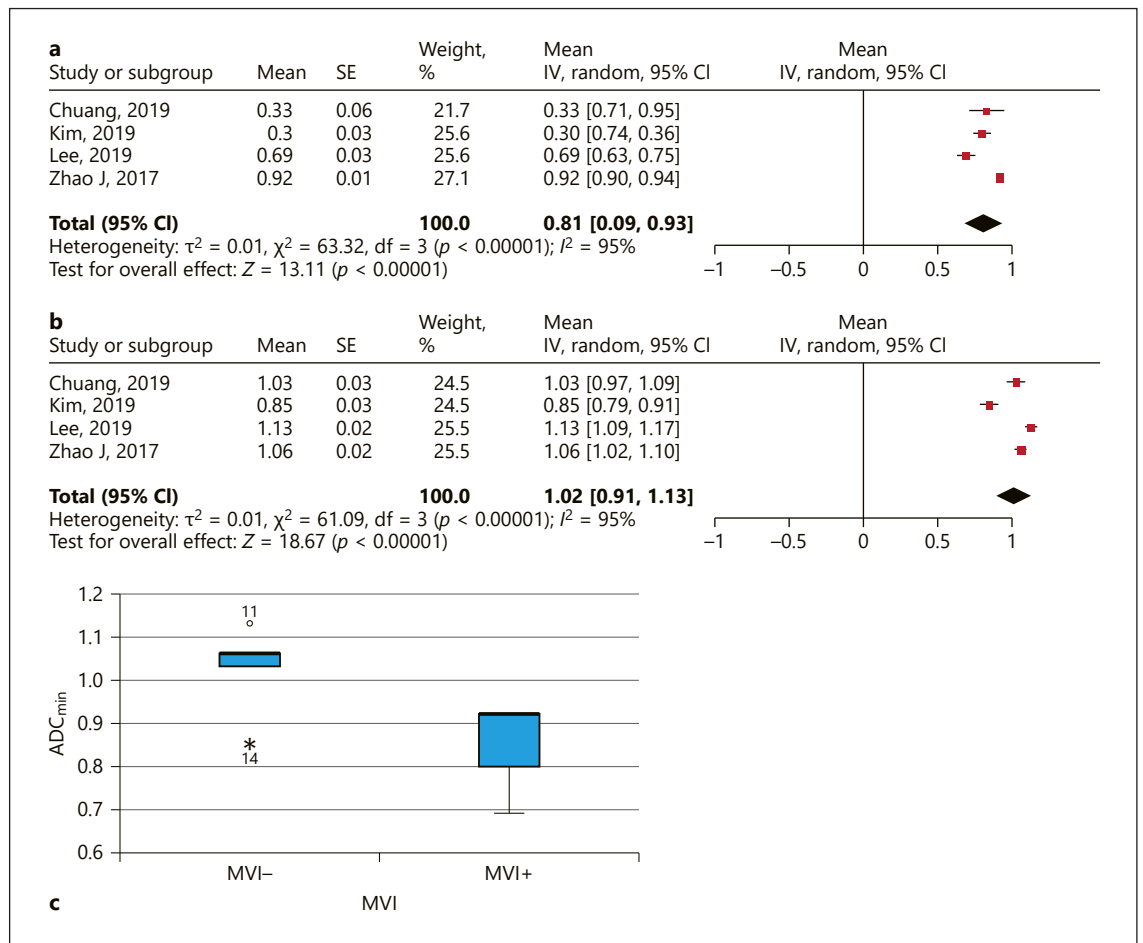 a
Weight, Mean Mean
Study or subgroup Mean SE % IV, random, 95% CI IV, random, 95% CI
Chuang, 2019 0.33 0.06 21.7 0.33 [0.71, 0.95]
Kim, 2019 0.3 0.03 25.6 0.30 [0.74, 0.36]
Lee, 2019 0.69 0.03 25.6 0.69 [0.63, 0.75]
Zhao J, 2017 0.92 0.01 27.1 0.92 [0.90, 0.94]
Total (95% CI) 100.0 0.81 [0.09, 0.93]
Heterogeneity: τ² = 0.01, χ² = 63.32, df = 3 (p < 0.00001); I² = 95%
Test for overall effect: Z = 13.11 (p < 0.00001)
–1 –0.5 0 0.5 1
b
Weight, Mean Mean
Study or subgroup Mean SE % IV, random, 95% CI IV, random, 95% CI
Chuang, 2019 1.03 0.03 24.5 1.03 [0.97, 1.09]
Kim, 2019 0.85 0.03 24.5 0.85 [0.79, 0.91]
Lee, 2019 1.13 0.02 25.5 1.13 [1.09, 1.17]
Zhao J, 2017 1.06 0.02 25.5 1.06 [1.02, 1.10]
Total (95% CI) 100.0 1.02 [0.91, 1.13]
Heterogeneity: τ² = 0.01, χ² = 61.09, df = 3 (p < 0.00001); I² = 95%
Test for overall effect: Z = 18.67 (p < 0.00001)
–1 –0.5 0 0.5 1
1.2
11
1.1
1.0
ADCmin
0.9
14
0.8
0.7
0.6
MVI– MVI+
c MVI